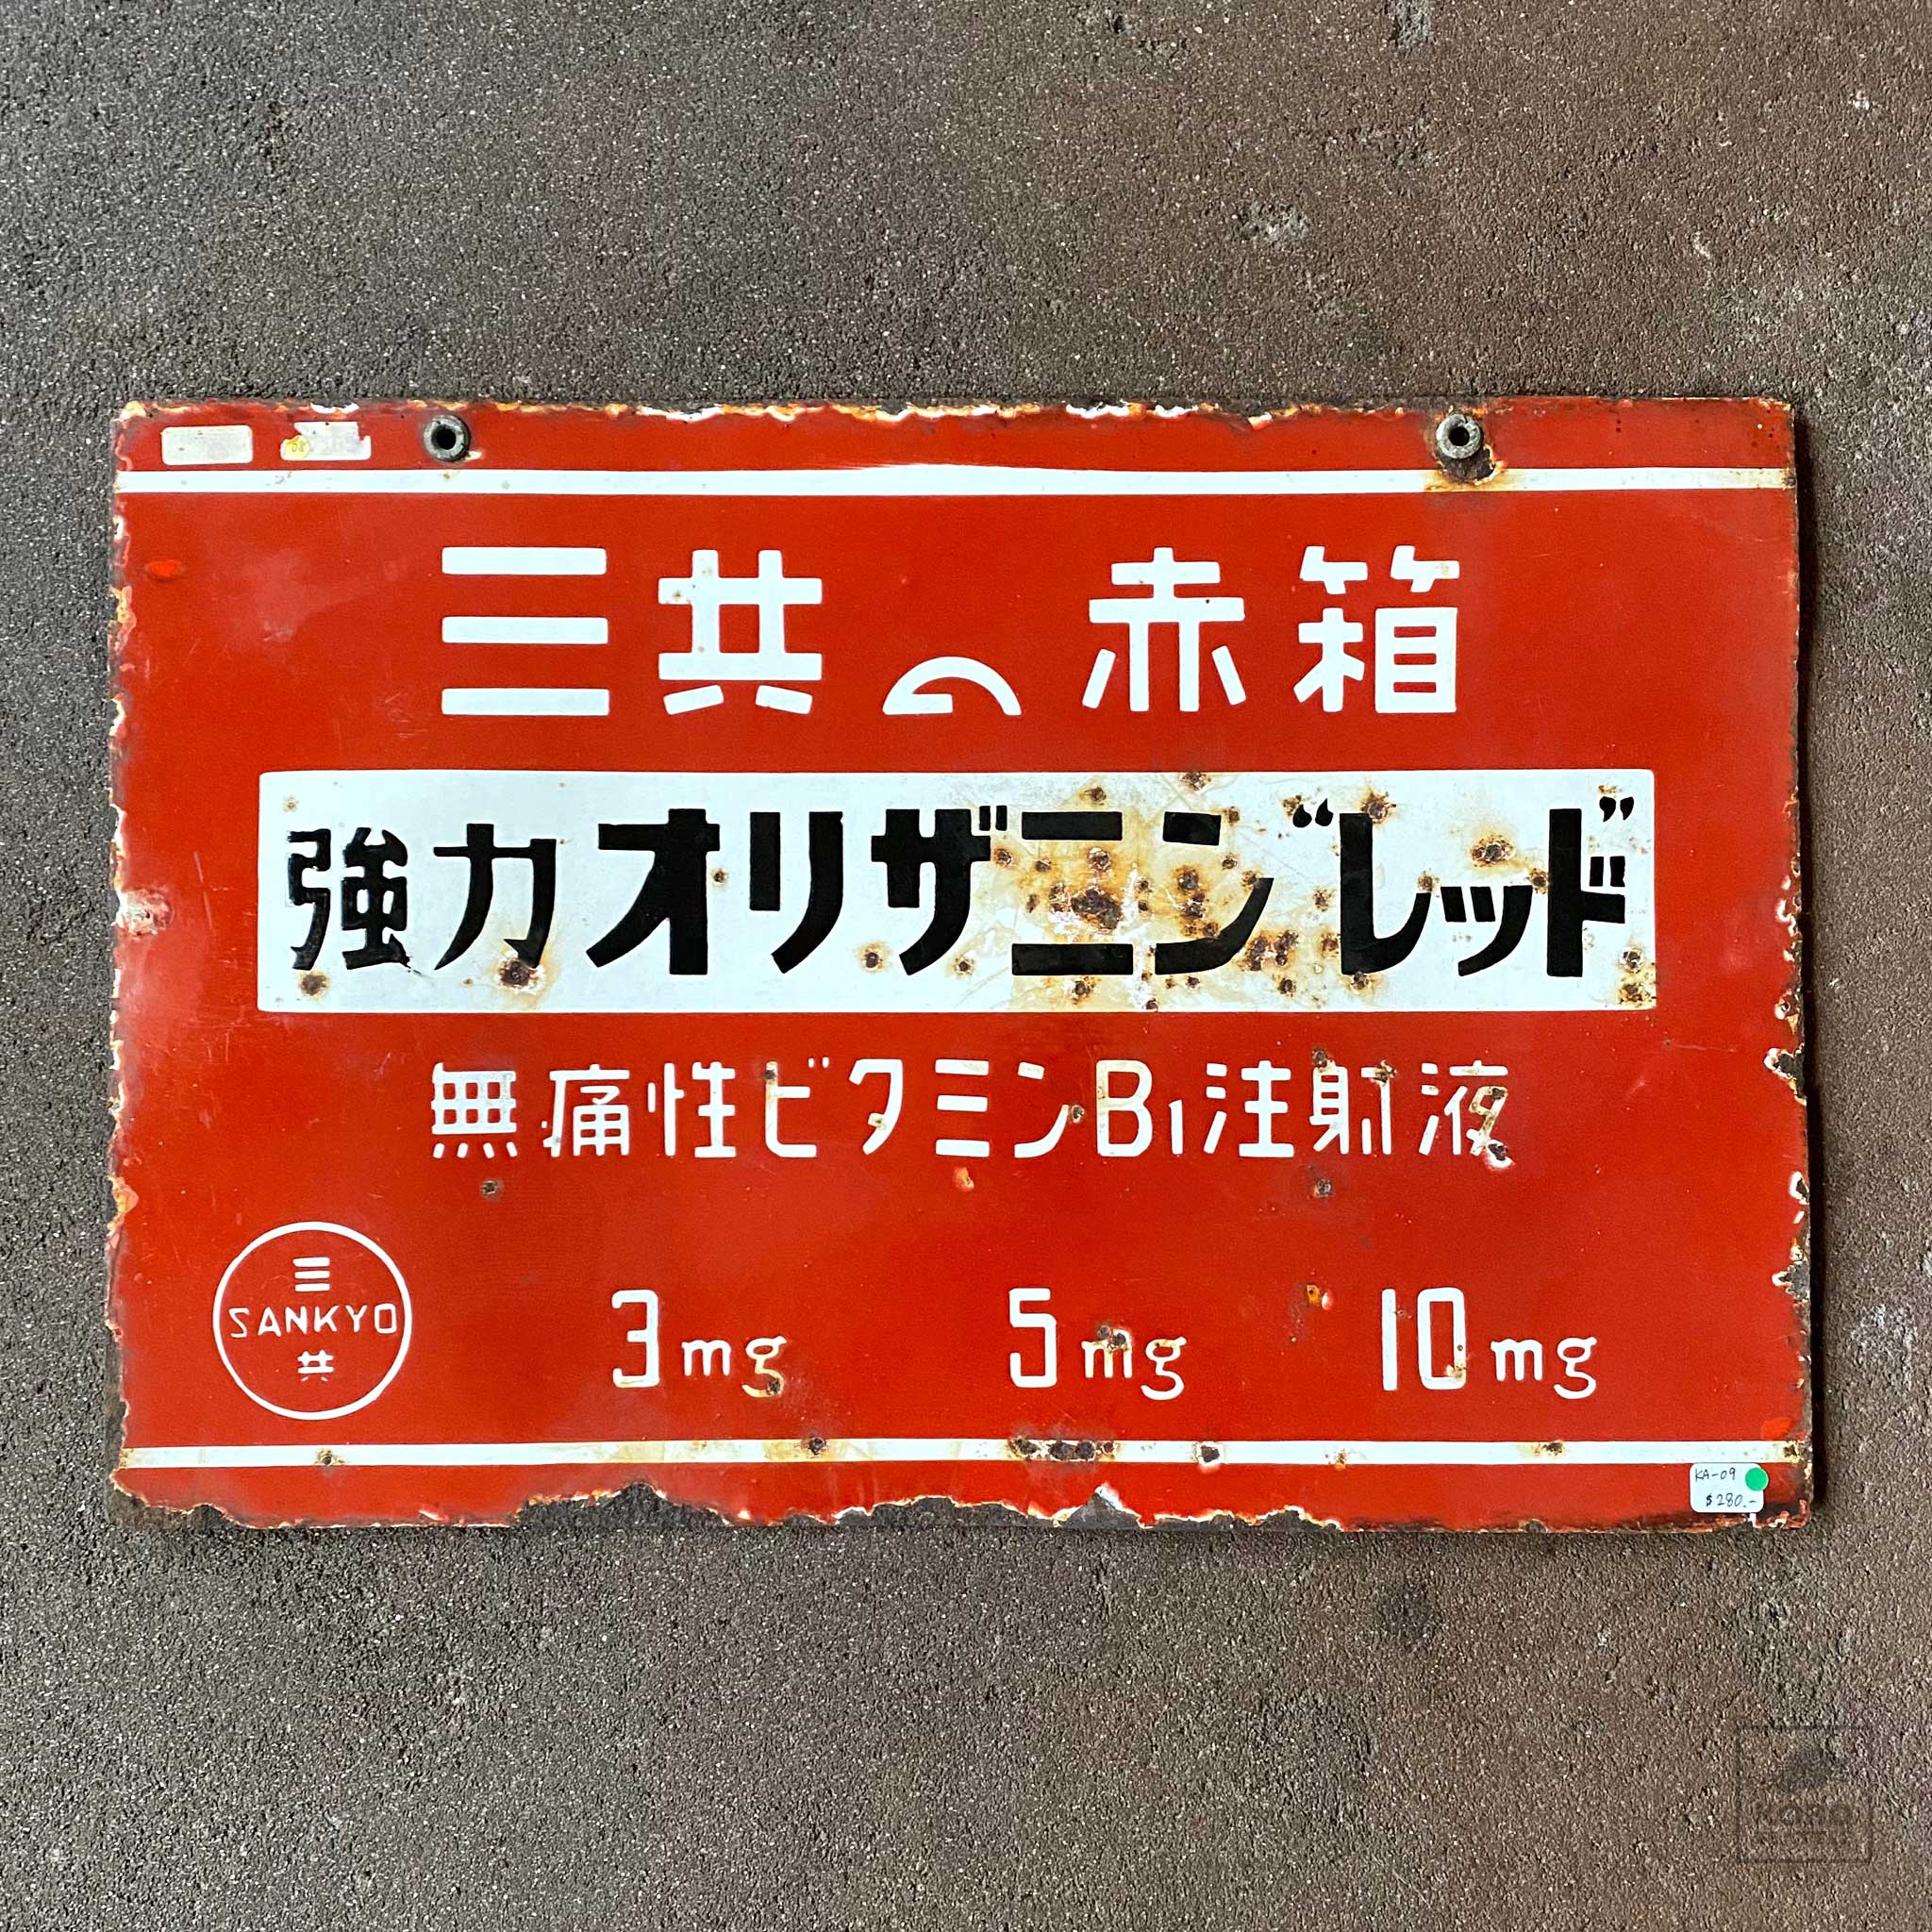 三共の赤箱
強力オリザニン“レッド”
無痛性ビタミンB1注射液
三
SANKYO
共
3mg 5mg 10mg
KA-09
$280.-
KOBO